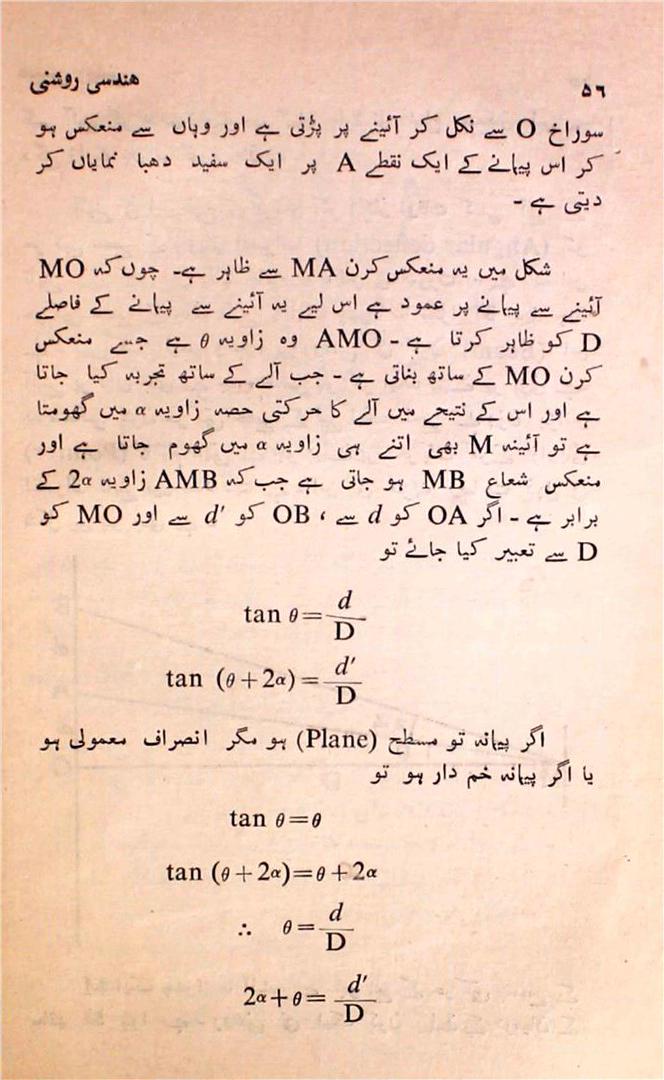 ۵۶ ہندسی روشنی
سوراخ O سے نکل کر آئینے پر پڑتی ہے اور وہاں سے منعکس ہو
کر اس پیمانے کے ایک نقطے A پر ایک سفید دھبا نمایاں کر
دیتی ہے -
شکل میں یہ منعکس کرن MA سے ظاہر ہے۔ چوں کہ MO
آئینے سے پیمانے پر عمود ہے اس لیے یہ آئینے سے پیمانے کے فاصلے
D کو ظاہر کرتا ہے - AMO وہ زاویہ θ ہے جسے منعکس
کرن MO کے ساتھ بناتی ہے - جب آلے کے ساتھ تجربہ کیا جاتا
ہے اور اس کے نتیجے میں آلے کا حرکتی حصہ زاویہ α میں گھومتا
ہے تو آئینہ M بھی اتنے ہی زاویہ α میں گھوم جاتا ہے اور
منعکس شعاع MB ہو جاتی ہے جب کہ AMB زاویہ 2α کے
برابر ہے - اگر OA کو d سے ، OB کو d′ سے اور MO کو
D سے تعبیر کیا جائے تو
tan θ = d/D
tan (θ + 2α) = d′/D
اگر پیمانہ تو مسطح (Plane) ہو مگر انصراف معمولی ہو
یا اگر پیمانہ خم دار ہو تو
tan θ = θ
tan (θ + 2α) = θ + 2α
∴ θ = d/D
2α + θ = d′/D